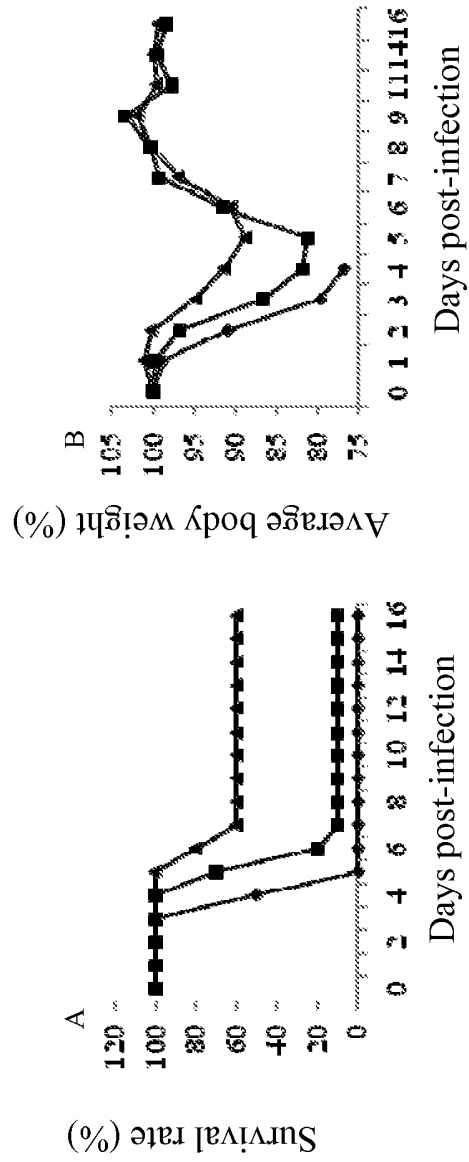 A
Survival rate (%)
120
100
80
60
40
20
0
0 2 4 6 8 10 12 14 16
Days post-infection
B
Average body weight (%)
105
100
95
90
85
80
75
0 1 2 3 4 5 6 7 8 9 11 14 16
Days post-infection